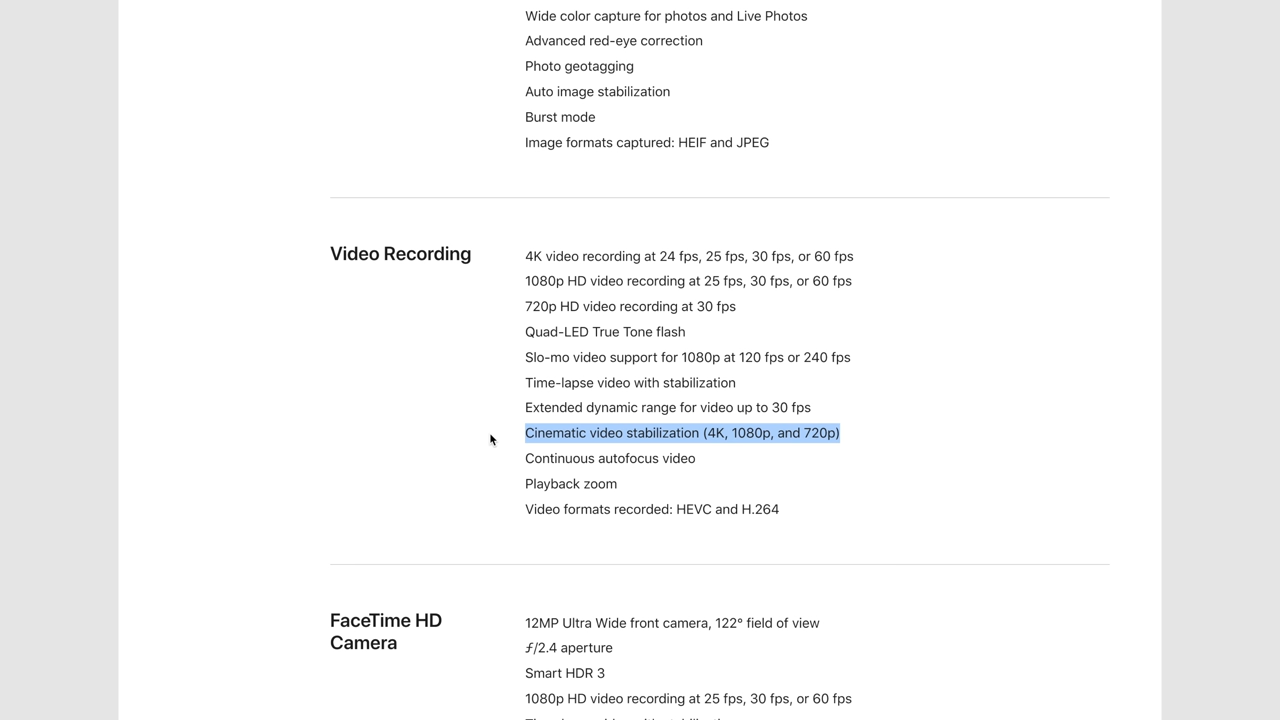 Wide color capture for photos and Live Photos
Advanced red-eye correction
Photo geotagging
Auto image stabilization
Burst mode
Image formats captured: HEIF and JPEG
Video Recording
4K video recording at 24 fps, 25 fps, 30 fps, or 60 fps
1080p HD video recording at 25 fps, 30 fps, or 60 fps
720p HD video recording at 30 fps
Quad-LED True Tone flash
Slo-mo video support for 1080p at 120 fps or 240 fps
Time-lapse video with stabilization
Extended dynamic range for video up to 30 fps
Cinematic video stabilization (4K, 1080p, and 720p)
Continuous autofocus video
Playback zoom
Video formats recorded: HEVC and H.264
FaceTime HD
Camera
12MP Ultra Wide front camera, 122° field of view
ƒ/2.4 aperture
Smart HDR 3
1080p HD video recording at 25 fps, 30 fps, or 60 fps